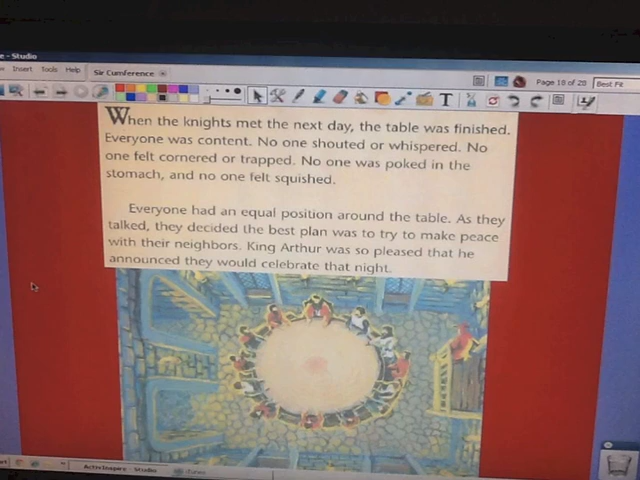 e - Studio
Insert Tools Help
Sir Cumference
Page 18 of 28 Best Fit
T
When the knights met the next day, the table was finished.
Everyone was content. No one shouted or whispered. No
one felt cornered or trapped. No one was poked in the
stomach, and no one felt squished.
Everyone had an equal position around the table. As they
talked, they decided the best plan was to try to make peace
with their neighbors. King Arthur was so pleased that he
announced they would celebrate that night.
art ActivInspire - Studio iTunes